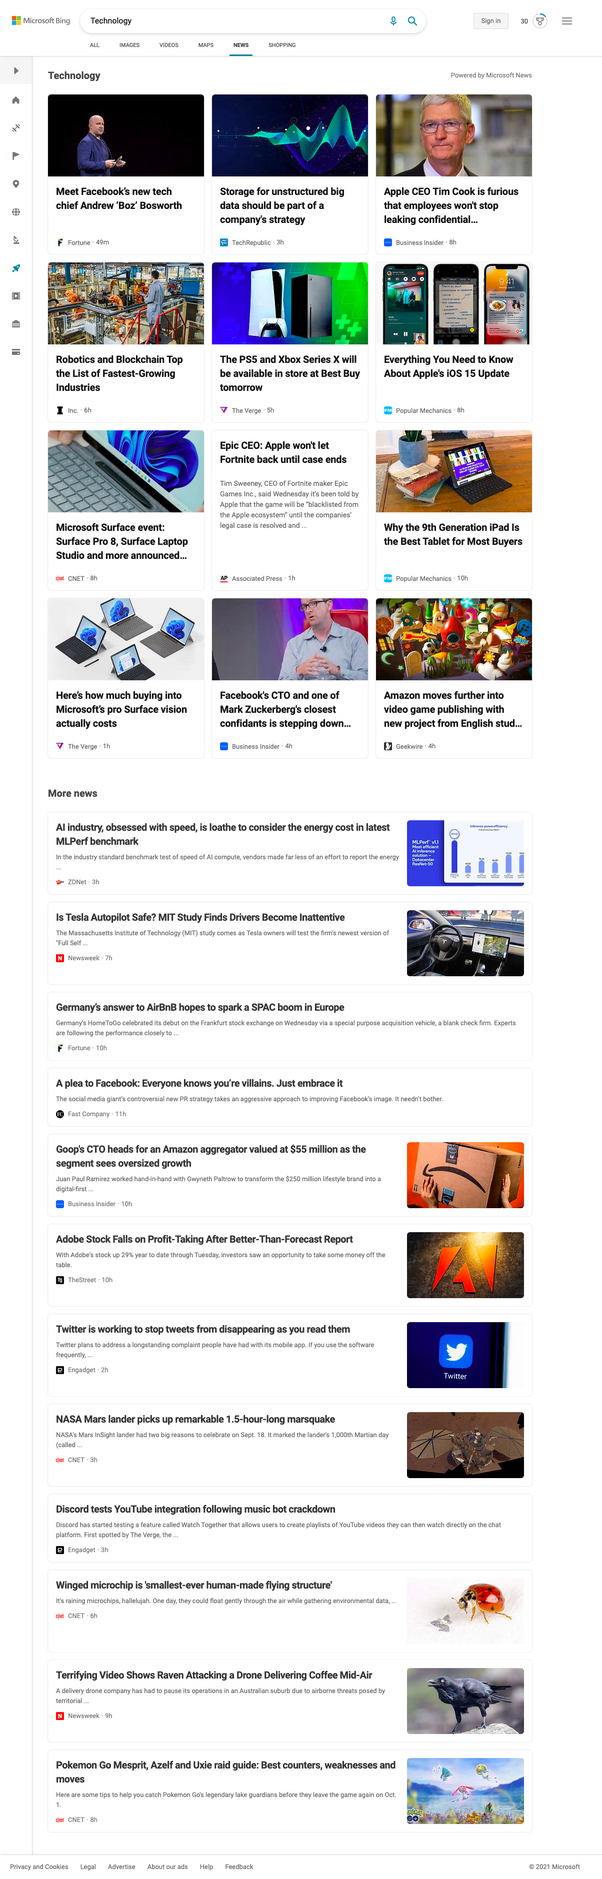 Microsoft Bing
Technology
Sign in
30
ALL IMAGES VIDEOS MAPS NEWS SHOPPING
Technology
Powered by Microsoft News
Meet Facebook's new tech
chief Andrew 'Boz' Bosworth
Fortune · 49m
Storage for unstructured big
data should be part of a
company's strategy
TechRepublic · 3h
Apple CEO Tim Cook is furious
that employees won't stop
leaking confidential...
Business Insider · 8h
Robotics and Blockchain Top
the List of Fastest-Growing
Industries
Inc. · 6h
The PS5 and Xbox Series X will
be available in store at Best Buy
tomorrow
The Verge · 5h
Everything You Need to Know
About Apple's iOS 15 Update
Popular Mechanics · 8h
Microsoft Surface event:
Surface Pro 8, Surface Laptop
Studio and more announced...
CNET · 8h
Epic CEO: Apple won't let
Fortnite back until case ends
Tim Sweeney, CEO of Fortnite maker Epic
Games Inc., said Wednesday it's been told by
Apple that the game will be "blacklisted from
the Apple ecosystem" until the companies'
legal case is resolved and ...
AP Associated Press · 1h
Why the 9th Generation iPad Is
the Best Tablet for Most Buyers
Popular Mechanics · 10h
Here's how much buying into
Microsoft's pro Surface vision
actually costs
The Verge · 1h
Facebook's CTO and one of
Mark Zuckerberg's closest
confidants is stepping down...
Business Insider · 4h
Amazon moves further into
video game publishing with
new project from English stud...
Geekwire · 4h
More news
AI industry, obsessed with speed, is loathe to consider the energy cost in latest
MLPerf benchmark
In the industry standard benchmark test of speed of AI compute, vendors made far less of an effort to report the energy
...
ZDNet · 3h
Is Tesla Autopilot Safe? MIT Study Finds Drivers Become Inattentive
The Massachusetts Institute of Technology (MIT) study comes as Tesla owners will test the firm's newest version of
"Full Self ...
Newsweek · 7h
Germany's answer to AirBnB hopes to spark a SPAC boom in Europe
Germany's HomeToGo celebrated its debut on the Frankfurt stock exchange on Wednesday via a special purpose acquisition vehicle, a blank check firm. Experts
are following the performance closely to ...
Fortune · 10h
A plea to Facebook: Everyone knows you're villains. Just embrace it
The social media giant's controversial new PR strategy takes an aggressive approach to improving Facebook's image. It needn't bother.
Fast Company · 11h
Goop's CTO heads for an Amazon aggregator valued at $55 million as the
segment sees oversized growth
Juan Paul Ramirez worked hand-in-hand with Gwyneth Paltrow to transform the $250 million lifestyle brand into a
digital-first ...
Business Insider · 10h
Adobe Stock Falls on Profit-Taking After Better-Than-Forecast Report
With Adobe's stock up 29% year to date through Tuesday, investors saw an opportunity to take some money off the
table.
TheStreet · 10h
Twitter is working to stop tweets from disappearing as you read them
Twitter plans to address a longstanding complaint people have had with its mobile app. If you use the software
frequently, ...
Engadget · 2h
Twitter
NASA Mars lander picks up remarkable 1.5-hour-long marsquake
NASA's Mars InSight lander had two big reasons to celebrate on Sept. 18. It marked the lander's 1,000th Martian day
(called ...
CNET · 3h
Discord tests YouTube integration following music bot crackdown
Discord has started testing a feature called Watch Together that allows users to create playlists of YouTube videos they can then watch directly on the chat
platform. First spotted by The Verge, the ...
Engadget · 3h
Winged microchip is 'smallest-ever human-made flying structure'
It's raining microchips, hallelujah. One day, they could float gently through the air while gathering environmental data, ...
CNET · 6h
Terrifying Video Shows Raven Attacking a Drone Delivering Coffee Mid-Air
A delivery drone company has had to pause its operations in an Australian suburb due to airborne threats posed by
territorial ...
Newsweek · 9h
Pokemon Go Mesprit, Azelf and Uxie raid guide: Best counters, weaknesses and
moves
Here are some tips to help you catch Pokemon Go's legendary lake guardians before they leave the game again on Oct.
1.
CNET · 8h
Privacy and Cookies Legal Advertise About our ads Help Feedback
© 2021 Microsoft